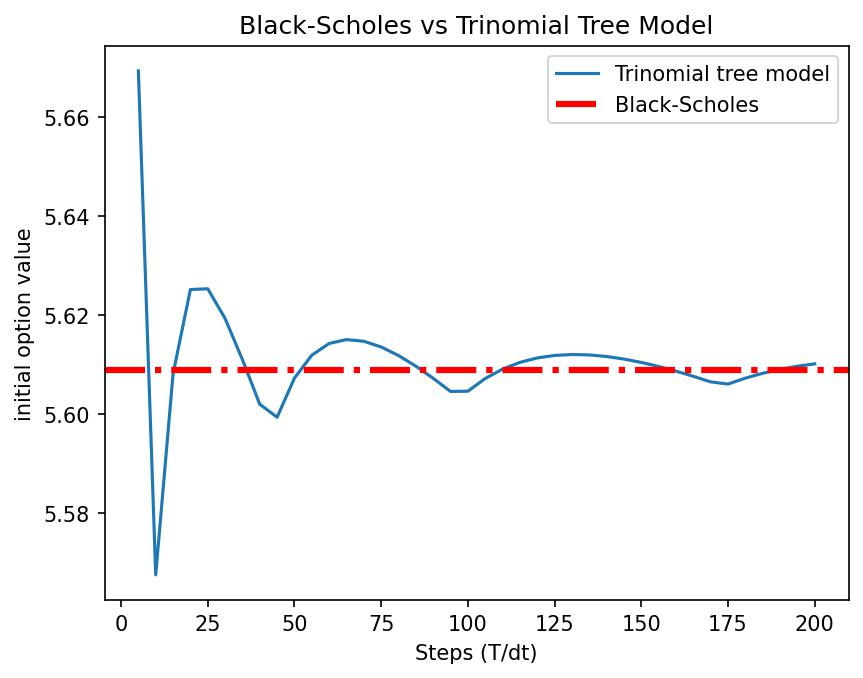 Black-Scholes vs Trinomial Tree Model
Trinomial tree model
Black-Scholes
5.66
5.64
5.62
5.60
5.58
initial option value
0 25 50 75 100 125 150 175 200
Steps (T/dt)